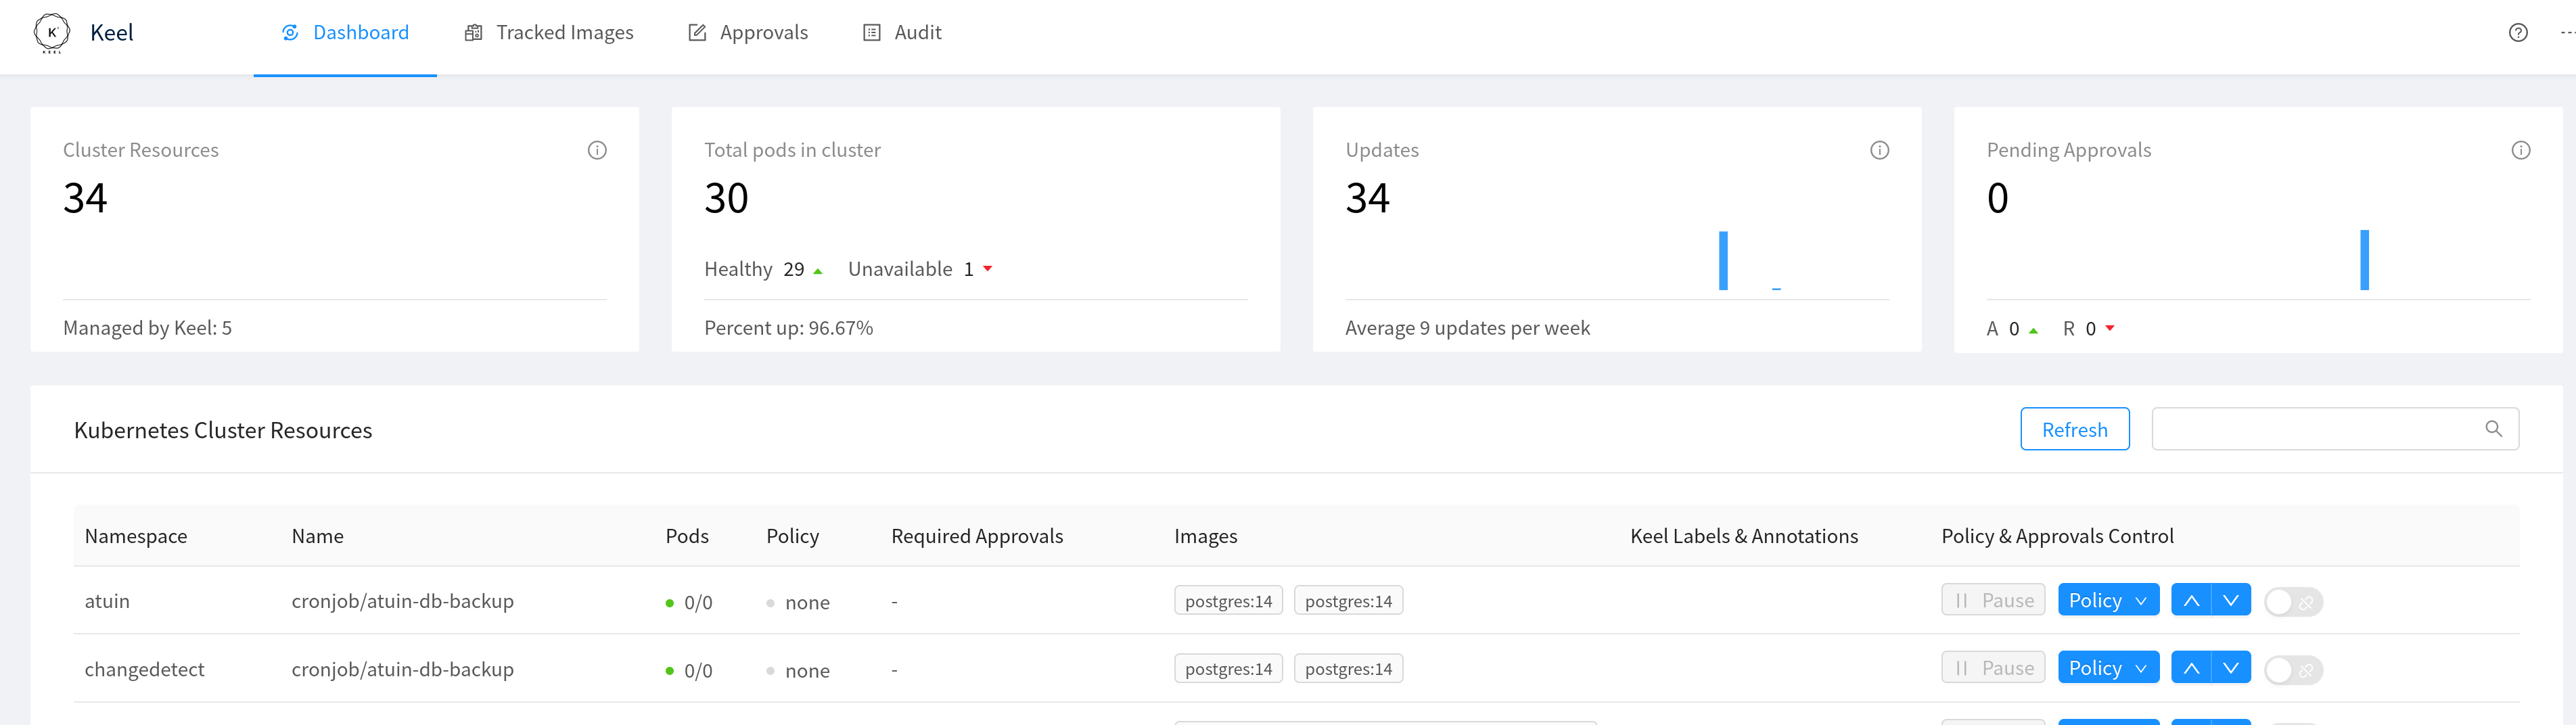 K
KEEL
Keel
Dashboard
Tracked Images
Approvals
Audit
Cluster Resources
34
Managed by Keel: 5
Total pods in cluster
30
Healthy 29 Unavailable 1
Percent up: 96.67%
Updates
34
Average 9 updates per week
Pending Approvals
0
A 0 R 0
Kubernetes Cluster Resources
Refresh
Namespace Name Pods Policy Required Approvals Images Keel Labels & Annotations Policy & Approvals Control
atuin cronjob/atuin-db-backup 0/0 none - postgres:14 postgres:14 Pause Policy
changedetect cronjob/atuin-db-backup 0/0 none - postgres:14 postgres:14 Pause Policy